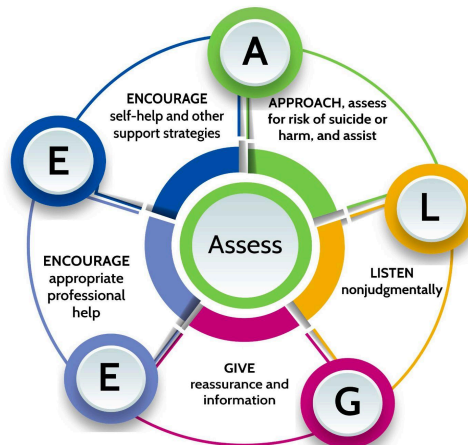 A
APPROACH, assess
for risk of suicide or
harm, and assist
L
LISTEN
nonjudgmentally
G
GIVE
reassurance and
information
E
ENCOURAGE
appropriate
professional
help
E
ENCOURAGE
self-help and other
support strategies
Assess